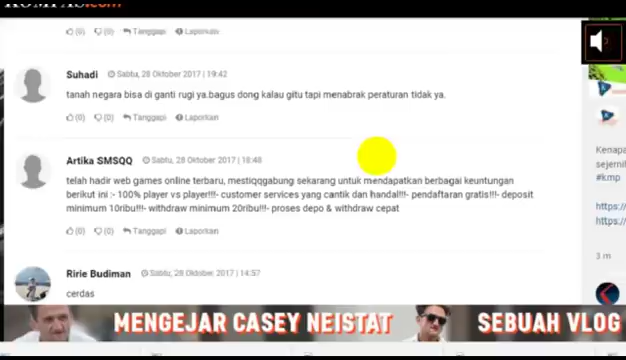 KOMPAS.com
(0) (0) Tanggapi Laporkan
Suhadi Sabtu, 28 Oktober 2017 | 19:42
tanah negara bisa di ganti rugi ya.bagus dong kalau gitu tapi menabrak peraturan tidak ya.
(0) (0) Tanggapi Laporkan
Artika SMSQQ Sabtu, 28 Oktober 2017 | 18:48
telah hadir web games online terbaru, mestiqqgabung sekarang untuk mendapatkan berbagai keuntungan
berikut ini :- 100% player vs player!!!- customer services yang cantik dan handal!!!- pendaftaran gratis!!!- deposit
minimum 10ribu!!!- withdraw minimum 20ribu!!!- proses depo & withdraw cepat
(0) (0) Tanggapi Laporkan
Ririe Budiman Sabtu, 28 Oktober 2017 | 14:57
cerdas
Kenapa
sejerni
#kmp
https:/
https:/
3 m
MENGEJAR CASEY NEISTAT SEBUAH VLOG